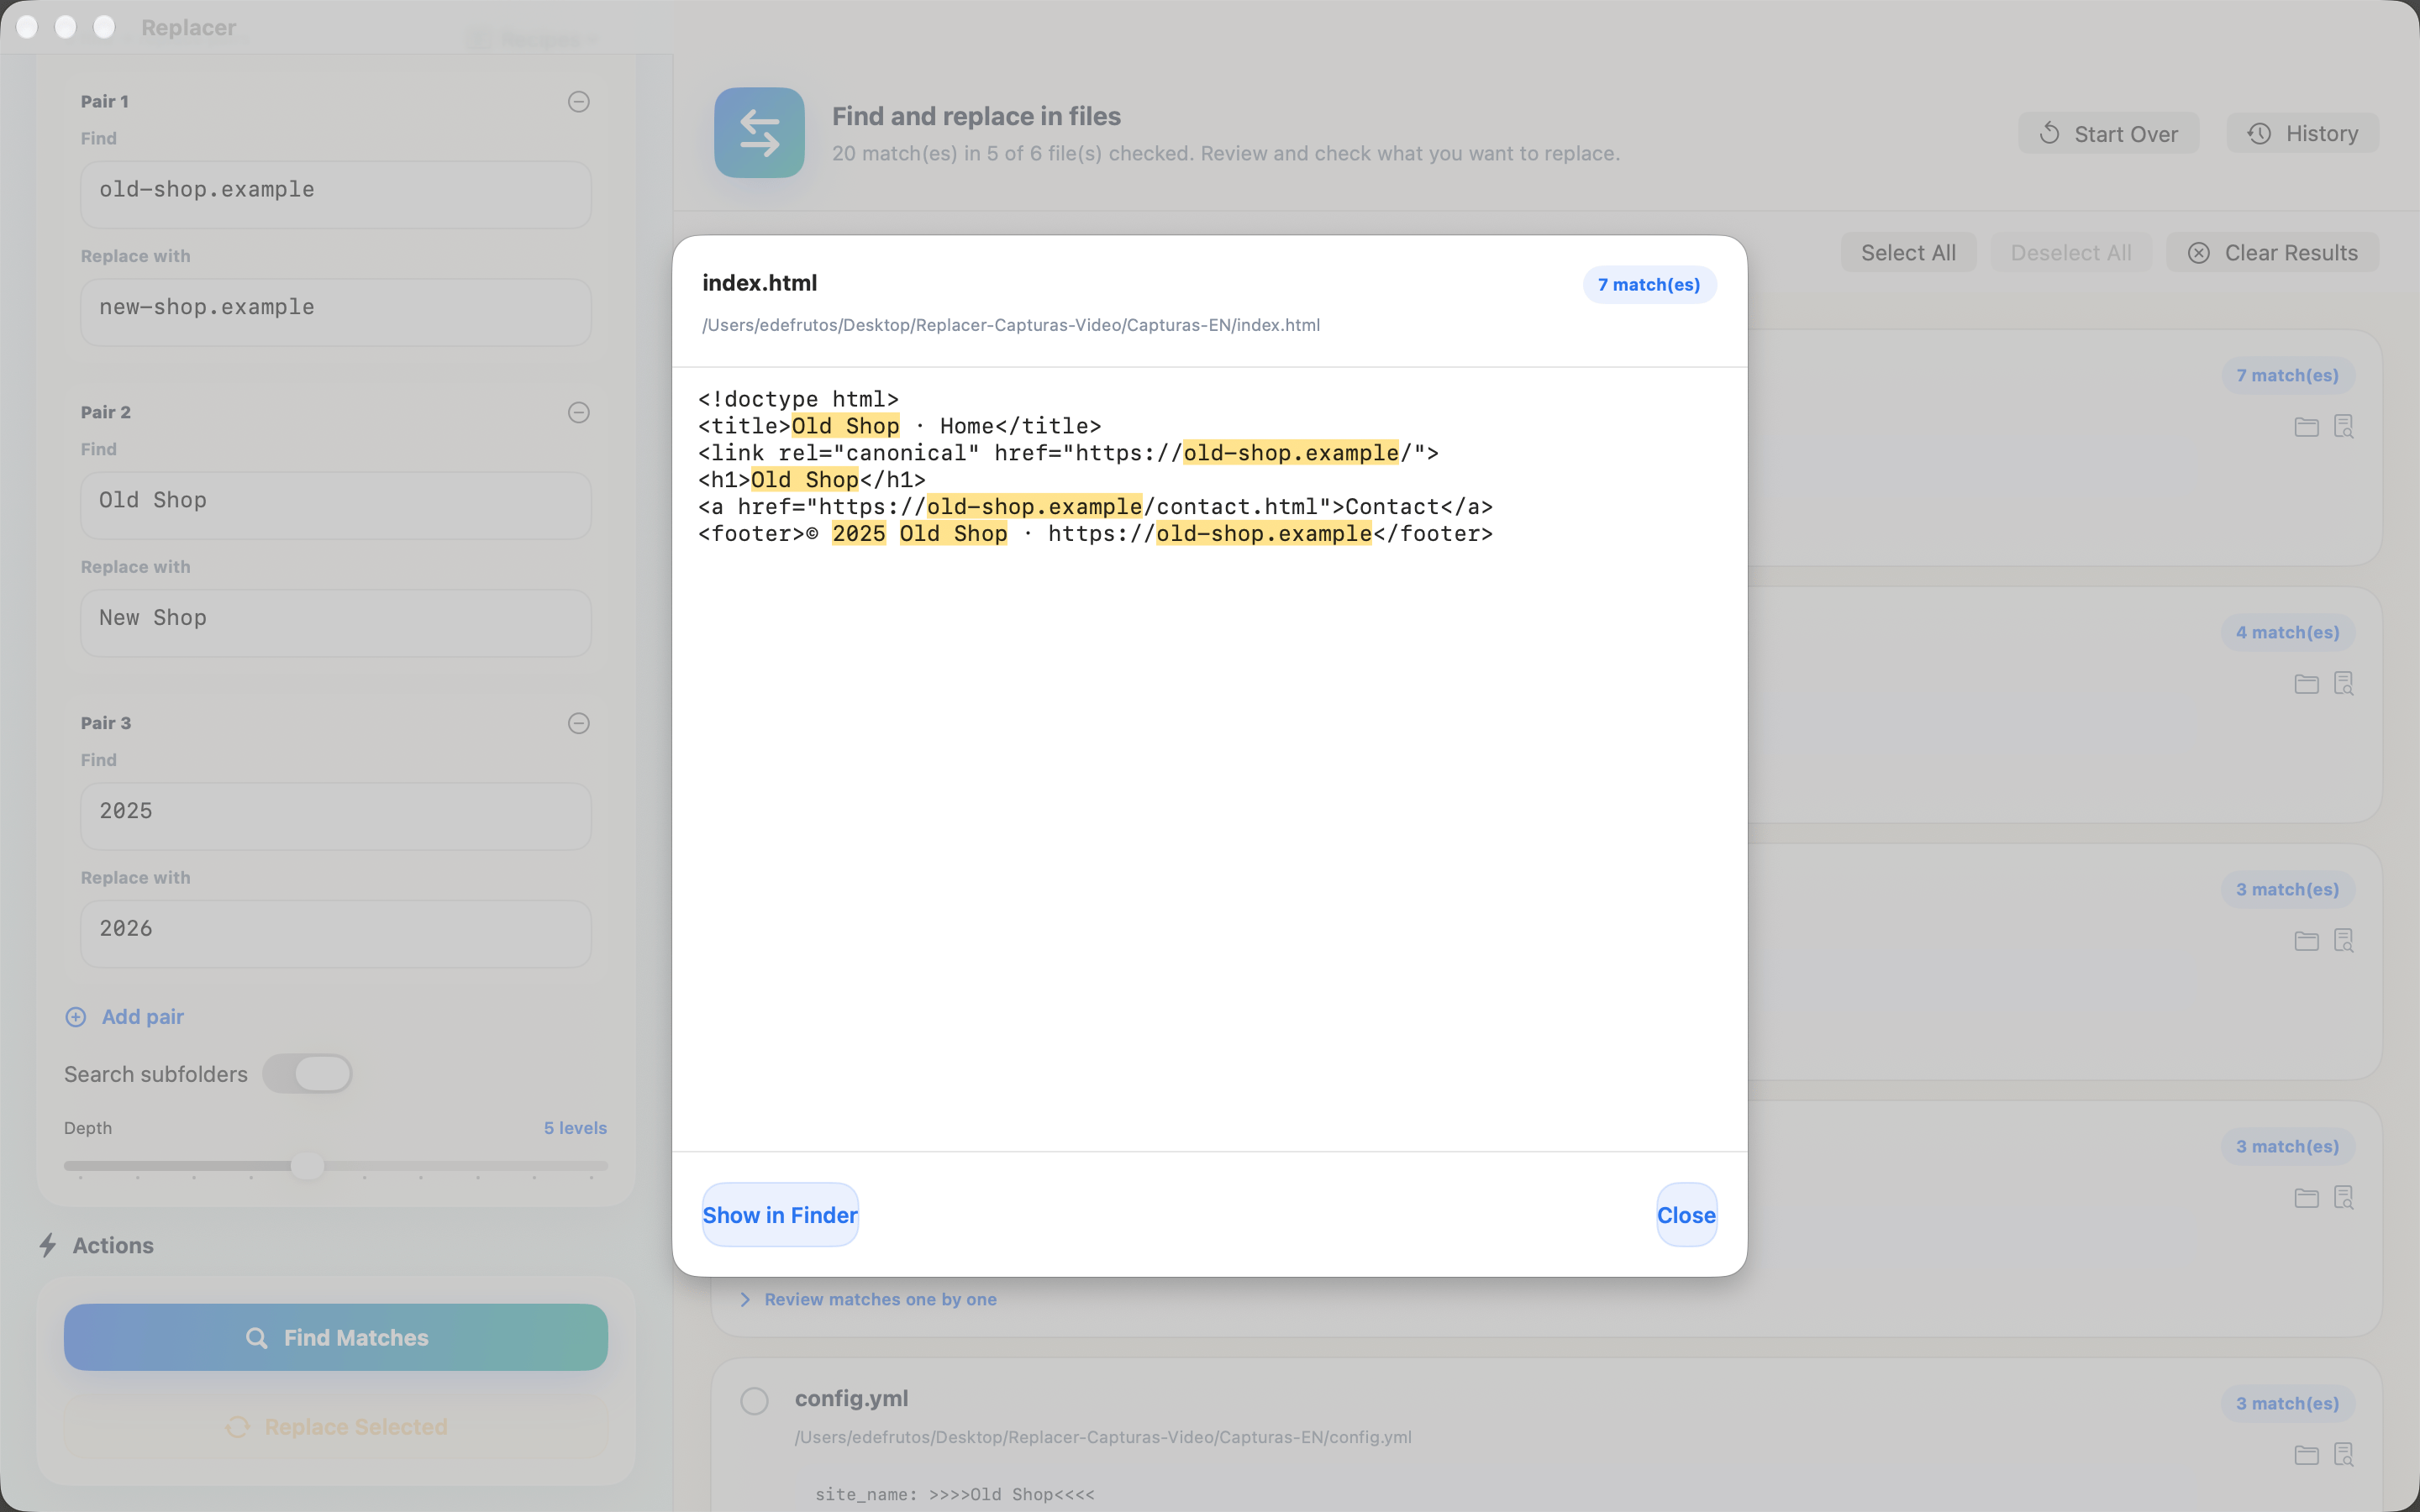 Replacer
Pair 1
Find
old-shop.example
Replace with
new-shop.example
Pair 2
Find
Old Shop
Replace with
New Shop
Pair 3
Find
2025
Replace with
2026
Add pair
Search subfolders
Depth
5 levels
Actions
Find Matches
Replace Selected
Find and replace in files
20 match(es) in 5 of 6 file(s) checked. Review and check what you want to replace.
Start Over
History
Select All
Deselect All
Clear Results
index.html
7 match(es)
/Users/edefrutos/Desktop/Replacer-Capturas-Video/Capturas-EN/index.html
<!doctype html>
<title>Old Shop · Home</title>
<link rel="canonical" href="https://old-shop.example/">
<h1>Old Shop</h1>
<a href="https://old-shop.example/contact.html">Contact</a>
<footer>© 2025 Old Shop · https://old-shop.example</footer>
Show in Finder
Close
7 match(es)
4 match(es)
3 match(es)
3 match(es)
Review matches one by one
config.yml
3 match(es)
/Users/edefrutos/Desktop/Replacer-Capturas-Video/Capturas-EN/config.yml
site_name: >>>>Old Shop<<<<